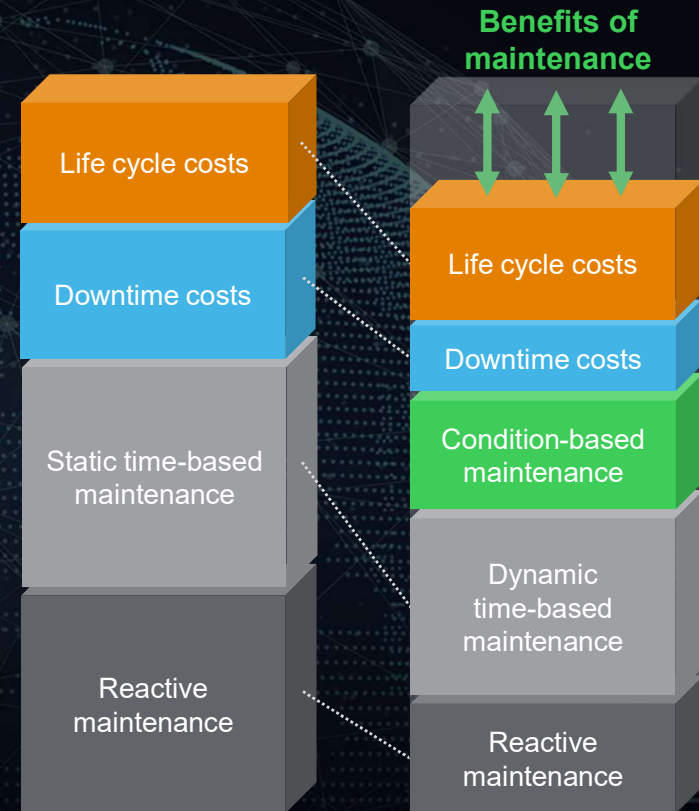 Benefits of
maintenance
Life cycle costs
Downtime costs
Static time-based
maintenance
Reactive
maintenance
Life cycle costs
Downtime costs
Condition-based
maintenance
Dynamic
time-based
maintenance
Reactive
maintenance